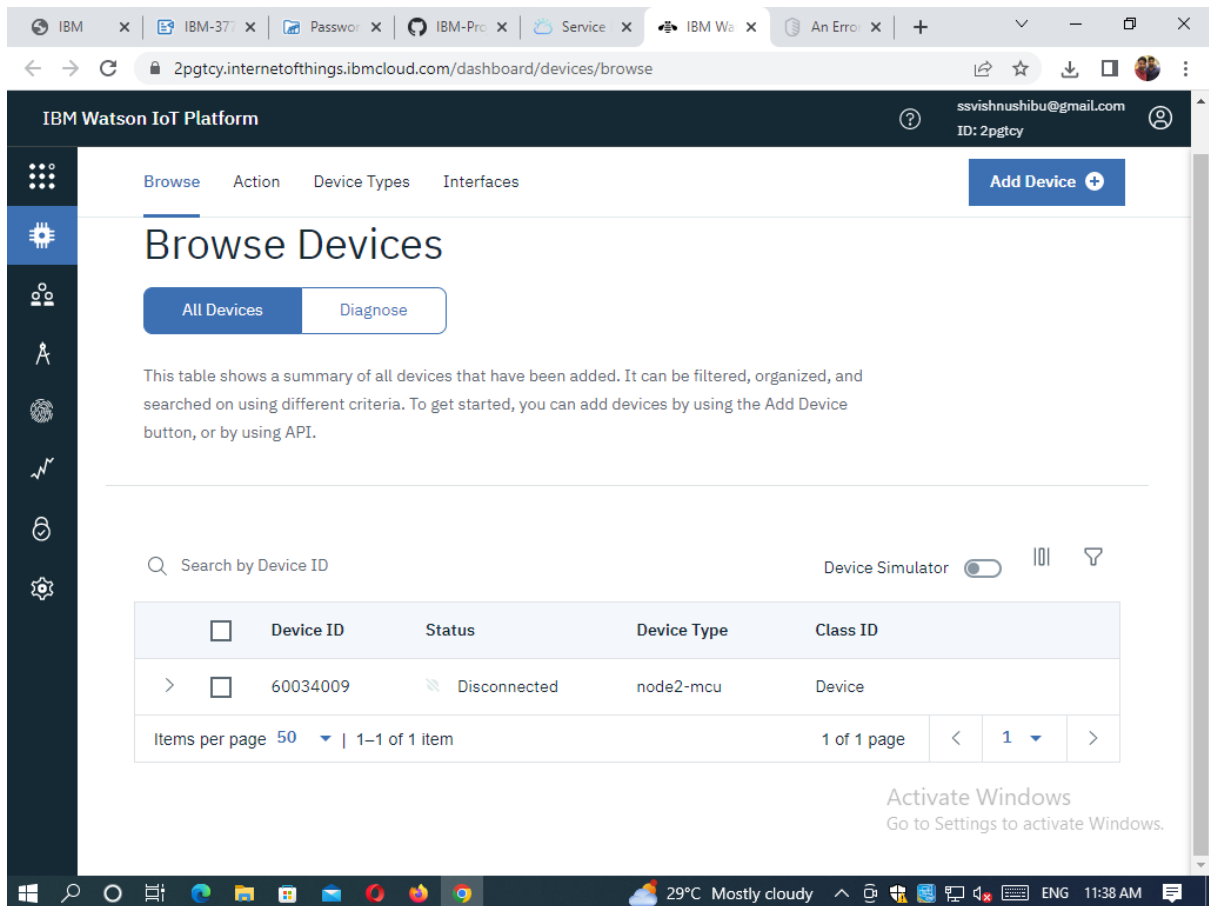 IBM
IBM-377
Passwor
IBM-Pro
Service
IBM Wa
An Error
2pgtcy.internetofthings.ibmcloud.com/dashboard/devices/browse
IBM Watson IoT Platform
ssvishnushibu@gmail.com
ID: 2pgtcy
Browse Action Device Types Interfaces
Add Device
Browse Devices
All Devices Diagnose
This table shows a summary of all devices that have been added. It can be filtered, organized, and
searched on using different criteria. To get started, you can add devices by using the Add Device
button, or by using API.
Search by Device ID
Device Simulator
Device ID Status Device Type Class ID
60034009 Disconnected node2-mcu Device
Items per page 50 | 1–1 of 1 item 1 of 1 page 1
Activate Windows
Go to Settings to activate Windows.
29°C Mostly cloudy ENG 11:38 AM